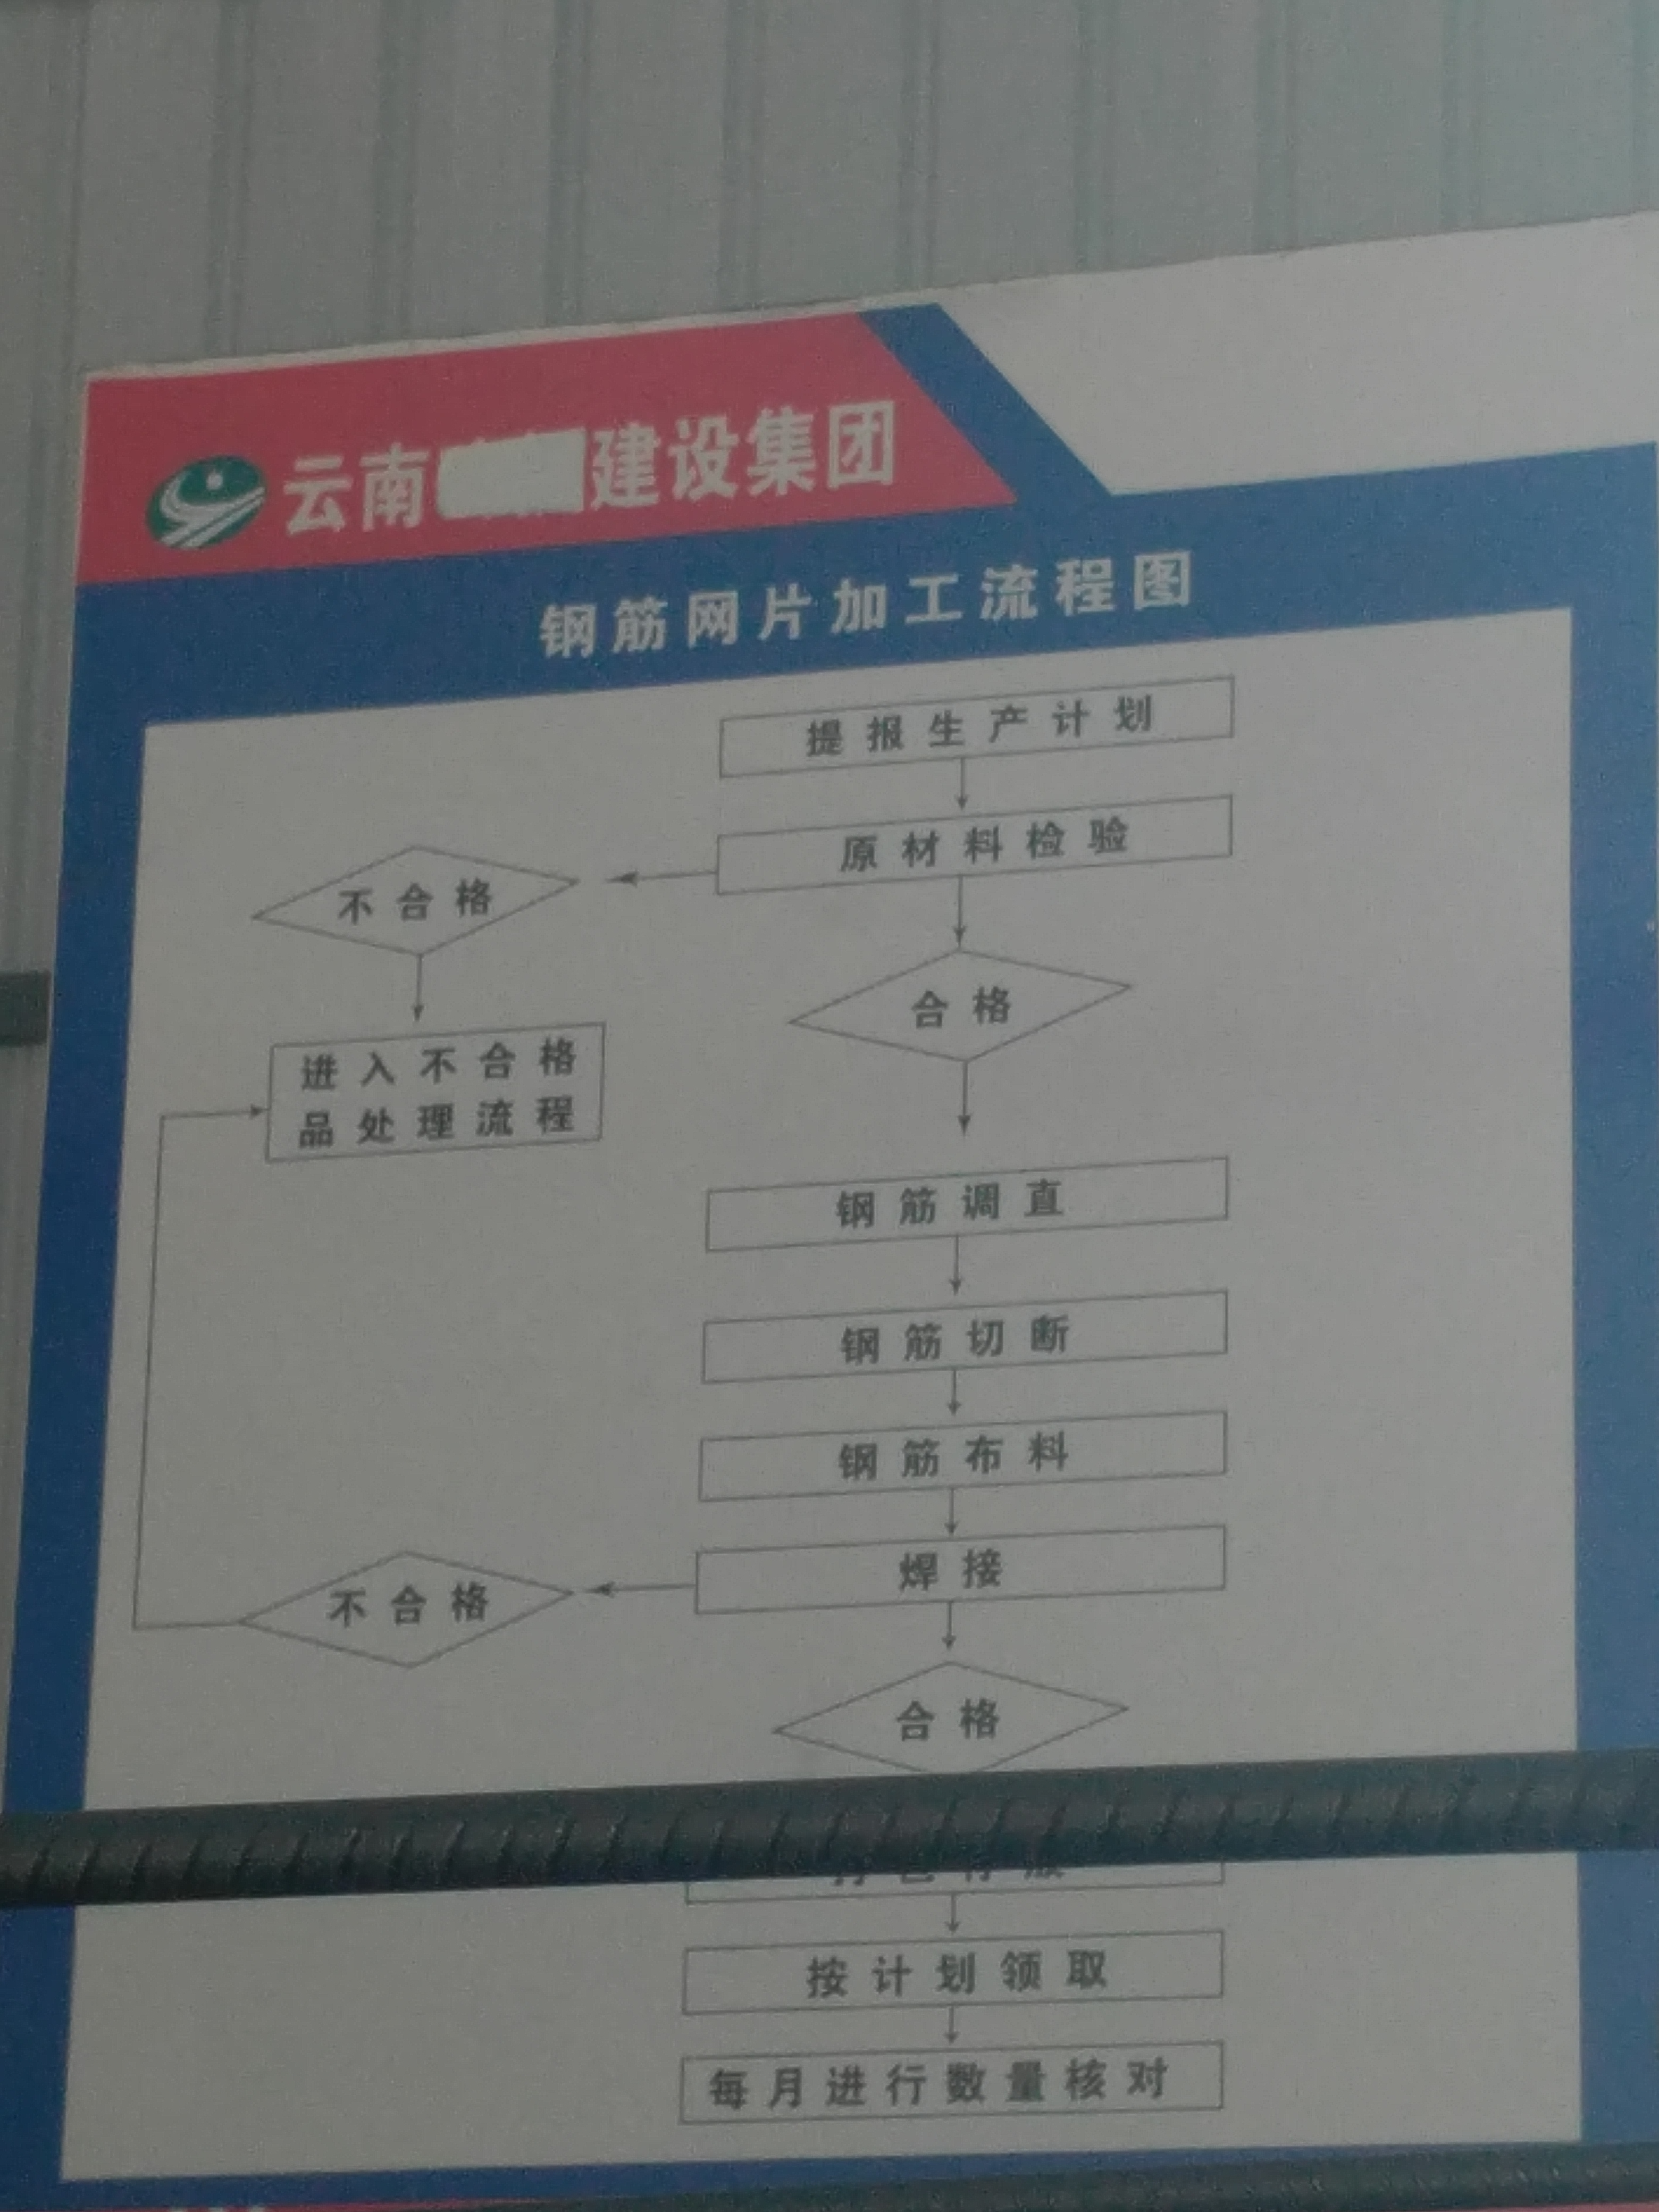 云南 建设集团
钢筋网片加工流程图
提报生产计划
原材料检验
不合格
合格
进入不合格
品处理流程
钢筋调直
钢筋切断
钢筋布料
焊接
不合格
合格
按计划领取
每月进行数量核对